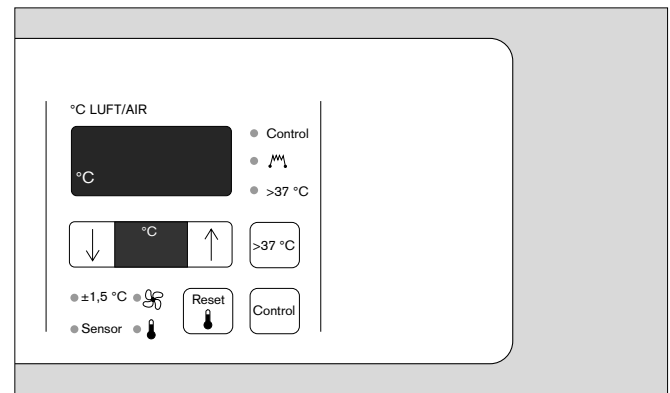 °C LUFT/AIR
Control
°C
>37 °C
°C
>37 °C
±1,5 °C
Reset
Control
Sensor